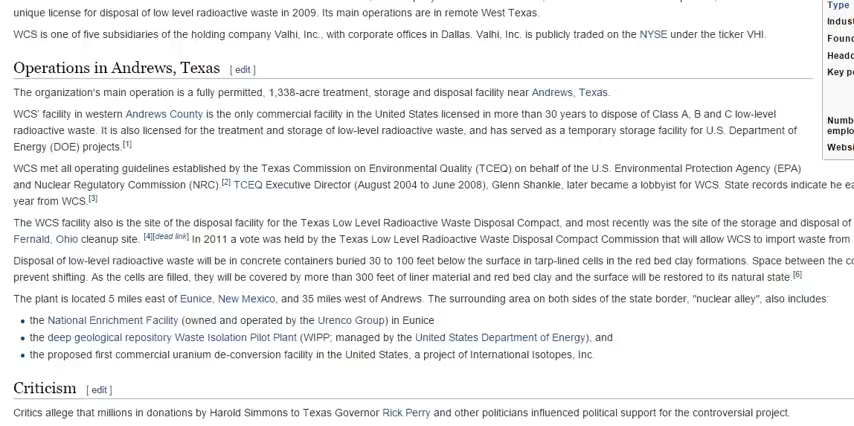 unique license for disposal of low level radioactive waste in 2009. Its main operations are in remote West Texas.
Type
Indust
WCS is one of five subsidiaries of the holding company Valhi, Inc., with corporate offices in Dallas. Valhi, Inc. is publicly traded on the NYSE under the ticker VHI.
Found
Headq
Operations in Andrews, Texas [ edit ]
Key pe
The organization's main operation is a fully permitted, 1,338-acre treatment, storage and disposal facility near Andrews, Texas.
WCS' facility in western Andrews County is the only commercial facility in the United States licensed in more than 30 years to dispose of Class A, B and C low-level
Numb
radioactive waste. It is also licensed for the treatment and storage of low-level radioactive waste, and has served as a temporary storage facility for U.S. Department of
emplo
Energy (DOE) projects.[1]
Websi
WCS met all operating guidelines established by the Texas Commission on Environmental Quality (TCEQ) on behalf of the U.S. Environmental Protection Agency (EPA)
and Nuclear Regulatory Commission (NRC).[2] TCEQ Executive Director (August 2004 to June 2008), Glenn Shankle, later became a lobbyist for WCS. State records indicate he ea
year from WCS.[3]
The WCS facility also is the site of the disposal facility for the Texas Low Level Radioactive Waste Disposal Compact, and most recently was the site of the storage and disposal of
Fernald, Ohio cleanup site. [4][dead link] In 2011 a vote was held by the Texas Low Level Radioactive Waste Disposal Compact Commission that will allow WCS to import waste from
Disposal of low-level radioactive waste will be in concrete containers buried 30 to 100 feet below the surface in tarp-lined cells in the red bed clay formations. Space between the co
prevent shifting. As the cells are filled, they will be covered by more than 300 feet of liner material and red bed clay and the surface will be restored to its natural state.[6]
The plant is located 5 miles east of Eunice, New Mexico, and 35 miles west of Andrews. The surrounding area on both sides of the state border, "nuclear alley", also includes:
• the National Enrichment Facility (owned and operated by the Urenco Group) in Eunice
• the deep geological repository Waste Isolation Pilot Plant (WIPP; managed by the United States Department of Energy), and
• the proposed first commercial uranium de-conversion facility in the United States, a project of International Isotopes, Inc.
Criticism [ edit ]
Critics allege that millions in donations by Harold Simmons to Texas Governor Rick Perry and other politicians influenced political support for the controversial project.